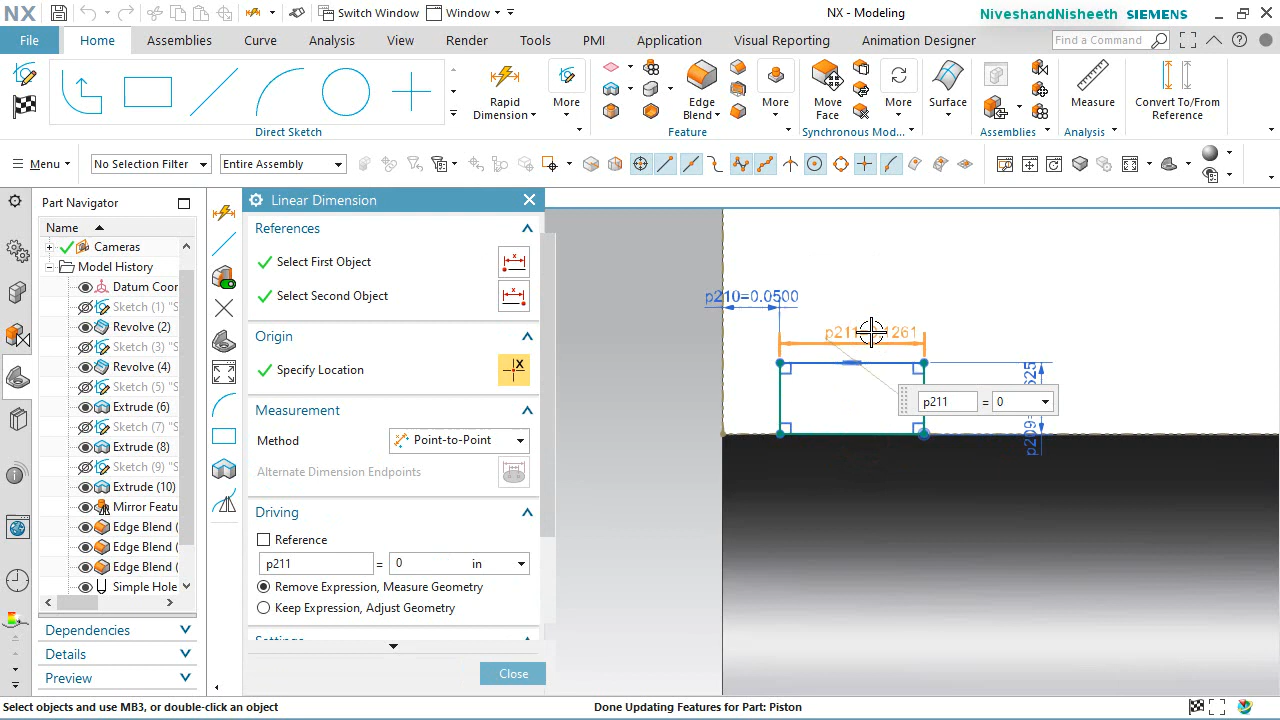 NX
Switch Window
Window
NX - Modeling
NiveshandNisheeth SIEMENS
File Home Assemblies Curve Analysis View Render Tools PMI Application Visual Reporting Animation Designer
Find a Command
Rapid Dimension
More
Edge Blend
More
Move Face
More
Surface
Measure
Convert To/From Reference
Direct Sketch
Feature
Synchronous Mod...
Assemblies
Analysis
Menu
No Selection Filter
Entire Assembly
Part Navigator
Name
Cameras
Model History
Datum Coor
Sketch (1) "S
Revolve (2)
Sketch (3) "S
Revolve (4)
Sketch (5) "S
Extrude (6)
Sketch (7) "S
Extrude (8)
Sketch (9) "S
Extrude (10)
Mirror Featu
Edge Blend (
Edge Blend (
Edge Blend (
Simple Hole
Dependencies
Details
Preview
Linear Dimension
References
Select First Object
Select Second Object
Origin
Specify Location
Measurement
Method
Point-to-Point
Alternate Dimension Endpoints
Driving
Reference
p211 = 0 in
Remove Expression, Measure Geometry
Keep Expression, Adjust Geometry
Settings
Close
p210=0.0500
p211 = 0
Select objects and use MB3, or double-click an object
Done Updating Features for Part: Piston